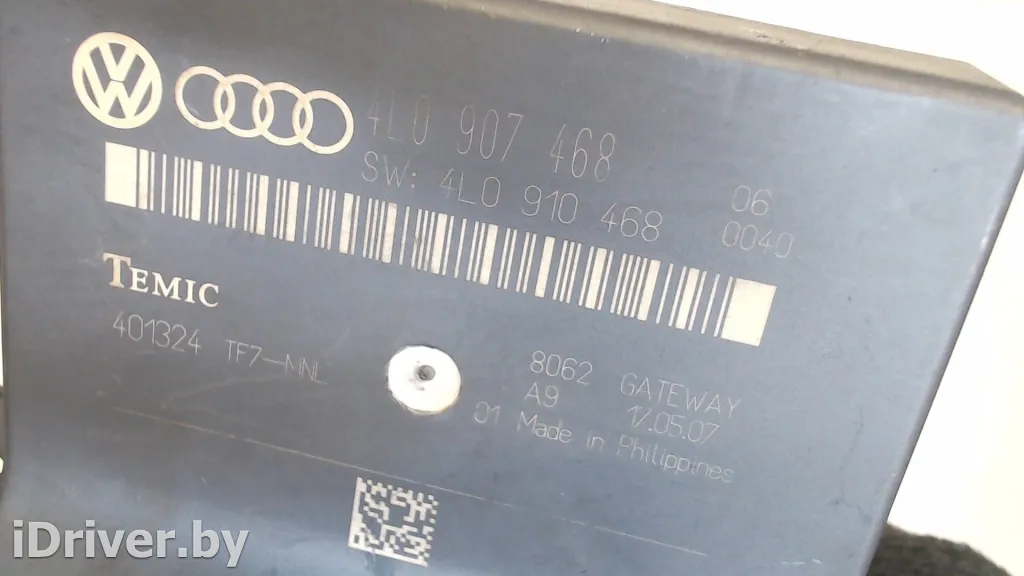 4L0 907 468
SW: 4L0 910 468
06
0040
TEMIC
401324 TF7-MNL
8062 GATEWAY
A9 17.05.07
01 Made in Philippines
iDriver.by